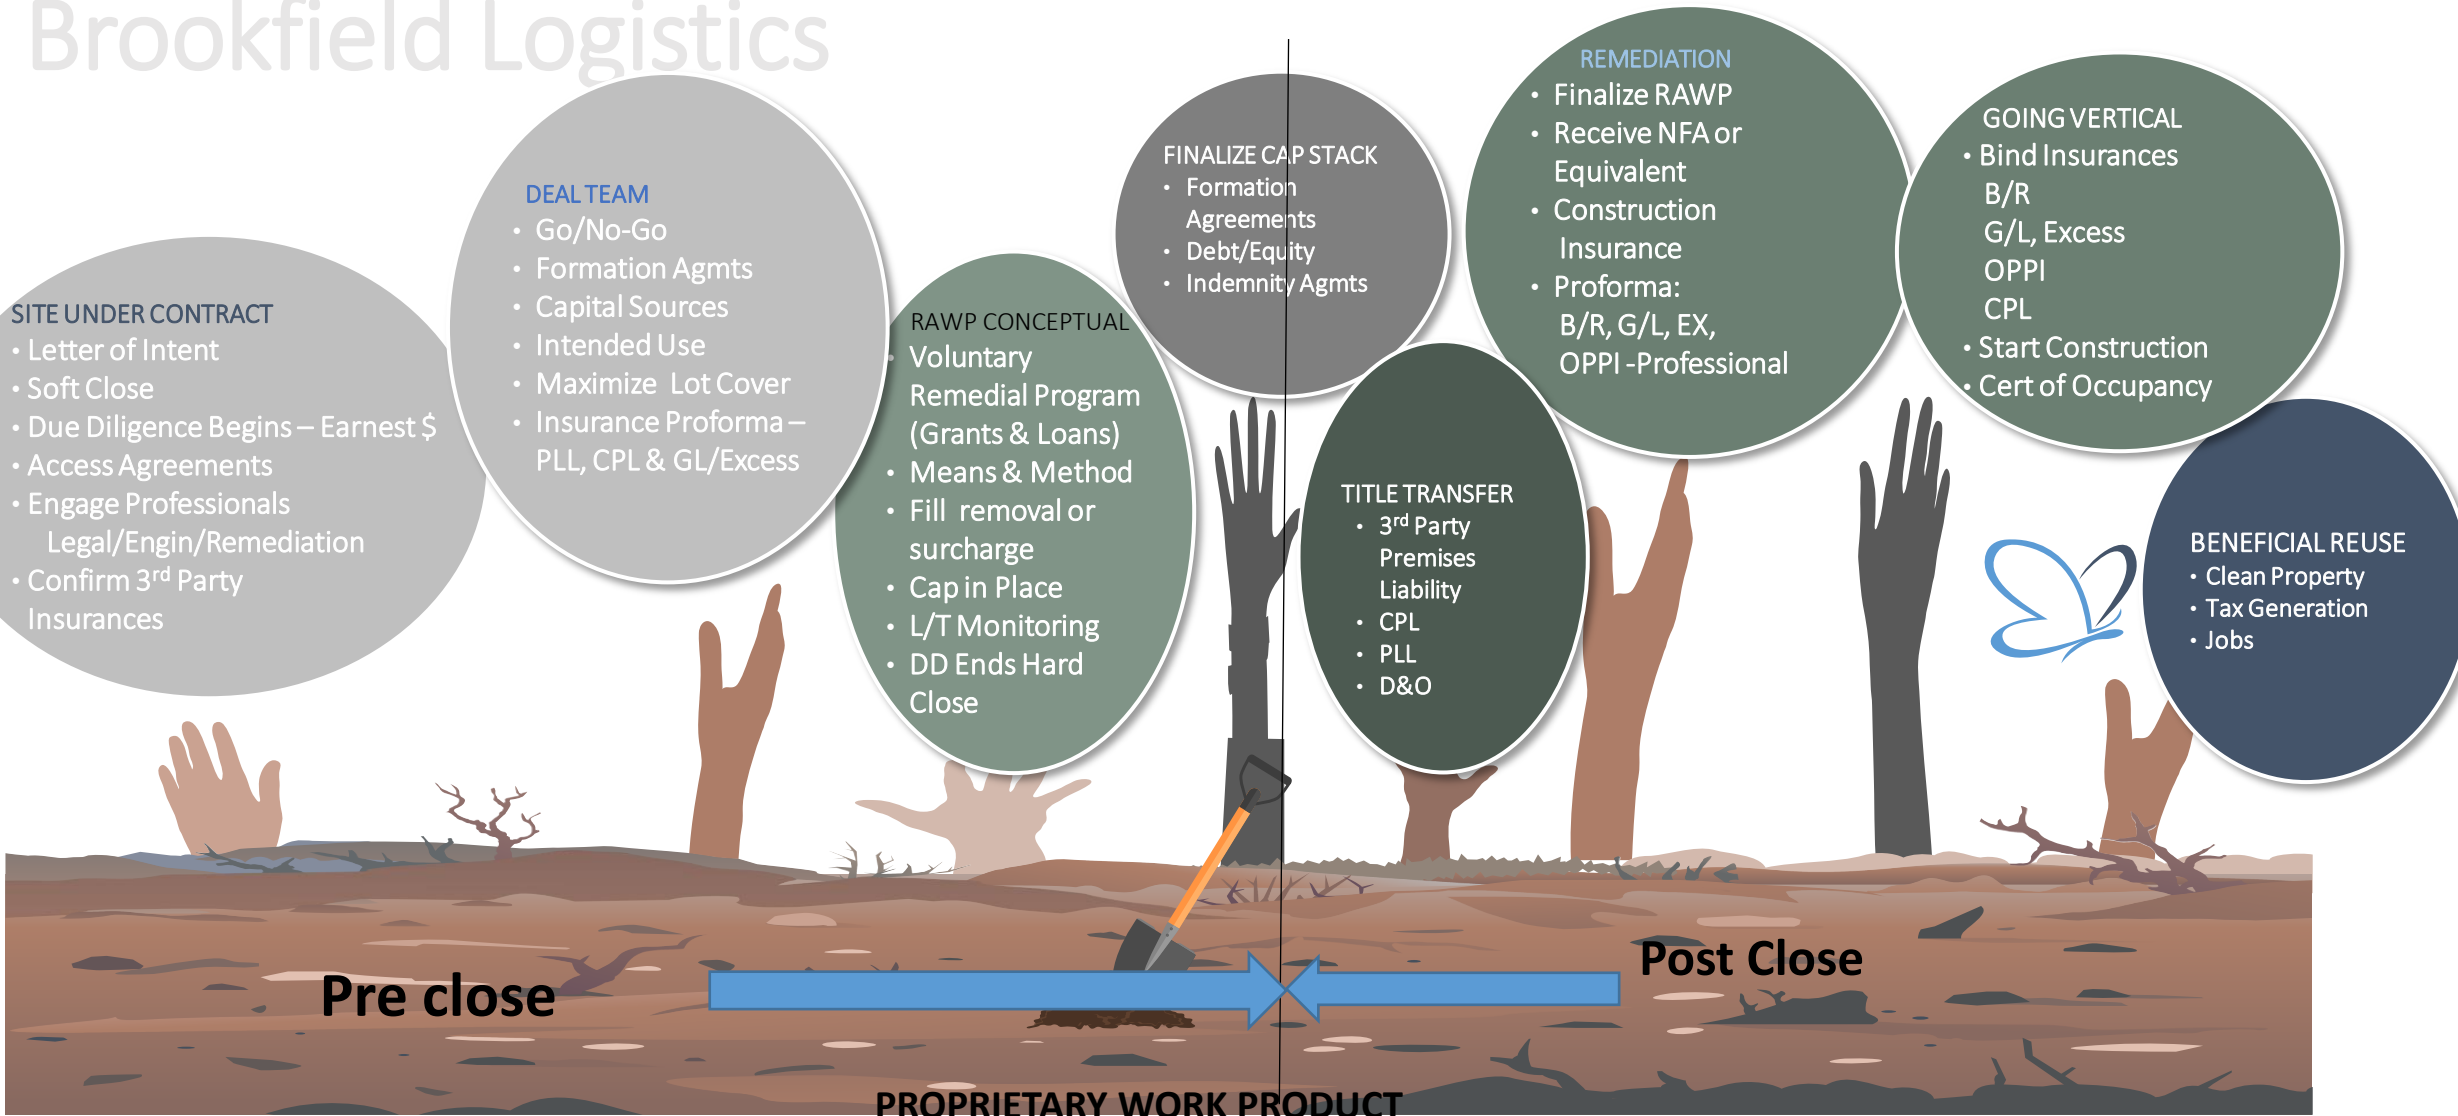 Brookfield Logistics
SITE UNDER CONTRACT
• Letter of Intent
• Soft Close
• Due Diligence Begins – Earnest $
• Access Agreements
• Engage Professionals
Legal/Engin/Remediation
• Confirm 3rd Party
Insurances
DEAL TEAM
• Go/No-Go
• Formation Agmts
• Capital Sources
• Intended Use
• Maximize Lot Cover
• Insurance Proforma –
PLL, CPL & GL/Excess
RAWP CONCEPTUAL
• Voluntary
Remedial Program
(Grants & Loans)
• Means & Method
• Fill removal or
surcharge
• Cap in Place
• L/T Monitoring
• DD Ends Hard
Close
FINALIZE CAP STACK
• Formation
Agreements
• Debt/Equity
• Indemnity Agmts
TITLE TRANSFER
• 3rd Party
Premises
Liability
• CPL
• PLL
• D&O
REMEDIATION
• Finalize RAWP
• Receive NFA or
Equivalent
• Construction
Insurance
• Proforma:
B/R, G/L, EX,
OPPI -Professional
GOING VERTICAL
• Bind Insurances
B/R
G/L, Excess
OPPI
CPL
• Start Construction
• Cert of Occupancy
BENEFICIAL REUSE
• Clean Property
• Tax Generation
• Jobs
Pre close
Post Close
PROPRIETARY WORK PRODUCT